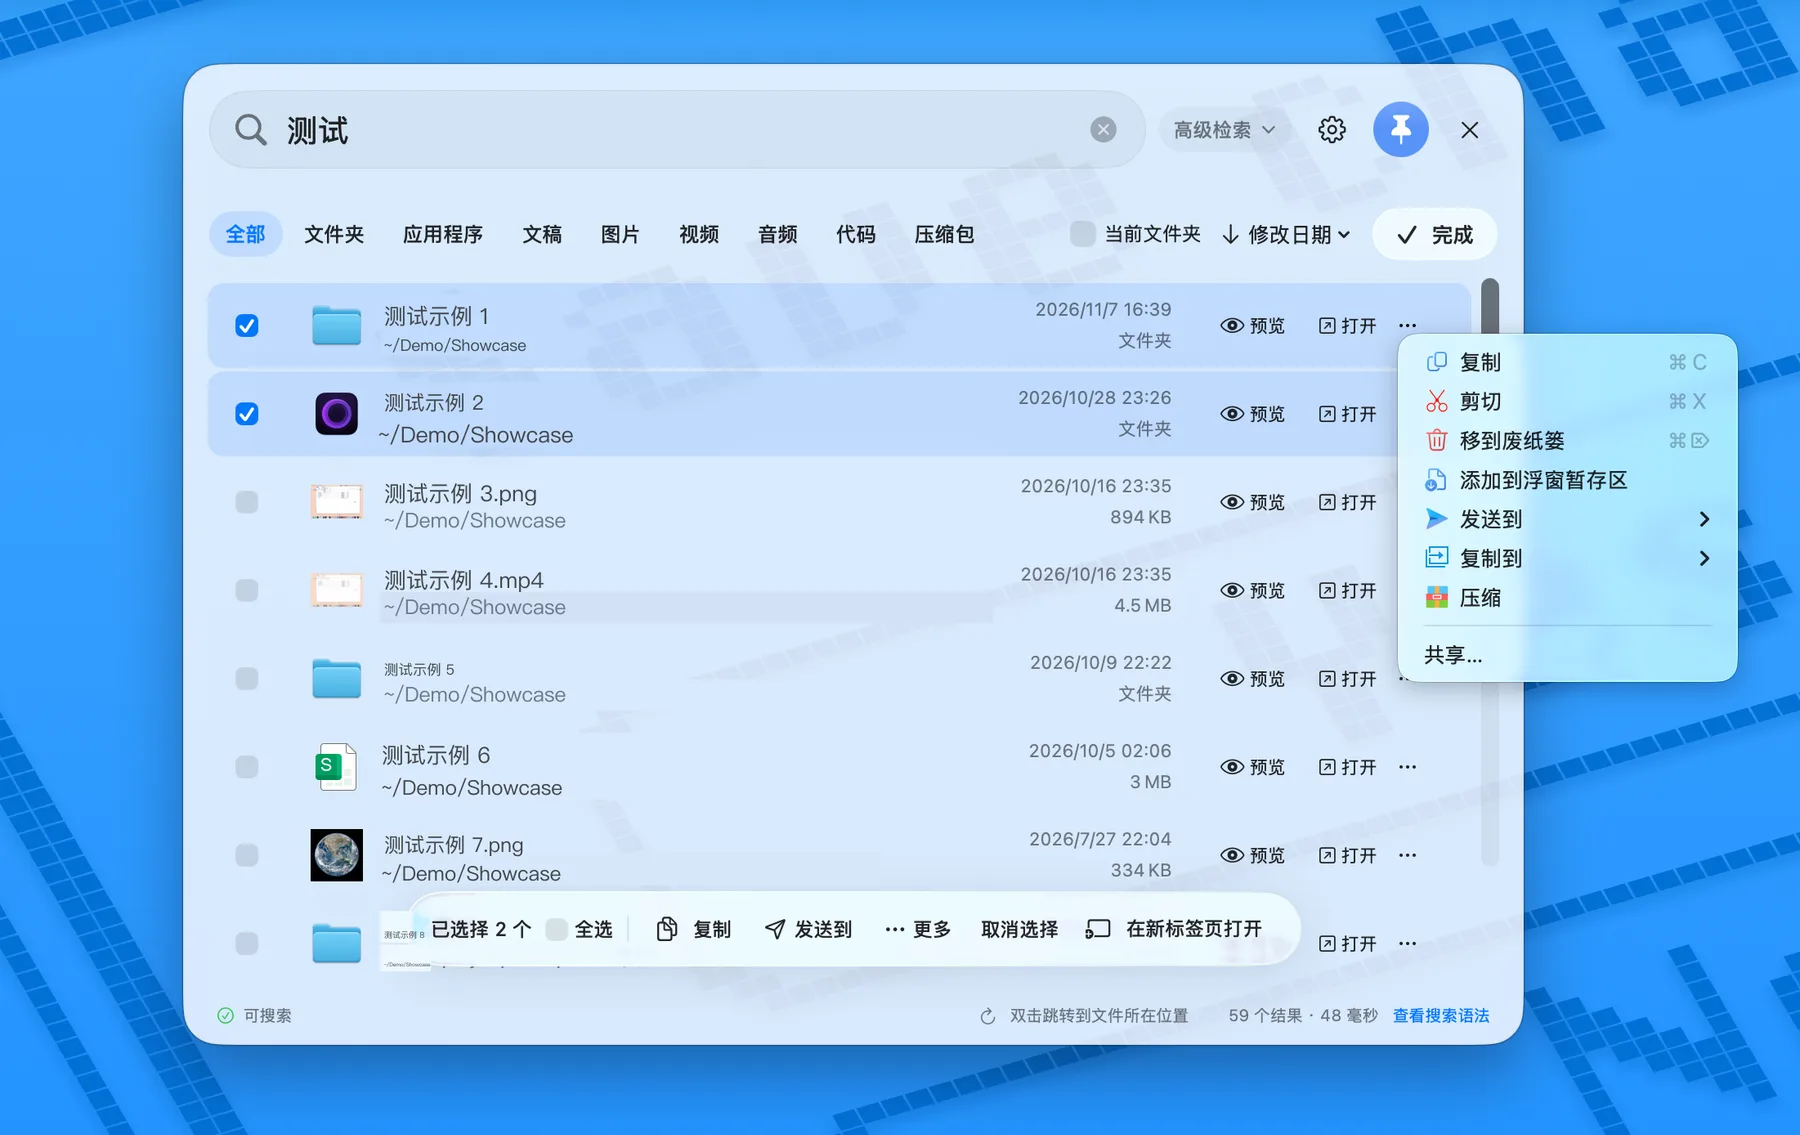 测试
高级检索
全部 文件夹 应用程序 文稿 图片 视频 音频 代码 压缩包 当前文件夹 修改日期 完成
测试示例 1
~/Demo/Showcase
2026/11/7 16:39
文件夹
预览 打开 ...
测试示例 2
~/Demo/Showcase
2026/10/28 23:26
文件夹
预览 打开
测试示例 3.png
~/Demo/Showcase
2026/10/16 23:35
894 KB
预览 打开
测试示例 4.mp4
~/Demo/Showcase
2026/10/16 23:35
4.5 MB
预览 打开
测试示例 5
~/Demo/Showcase
2026/10/9 22:22
文件夹
预览 打开
测试示例 6
~/Demo/Showcase
2026/10/5 02:06
3 MB
预览 打开 ...
测试示例 7.png
~/Demo/Showcase
2026/7/27 22:04
334 KB
预览 打开 ...
测试示例 8
~/Demo/Showcase
打开 ...
复制 ⌘ C
剪切 ⌘ X
移到废纸篓 ⌘⌦
添加到浮窗暂存区
发送到
复制到
压缩
共享...
已选择 2 个 全选 复制 发送到 ... 更多 取消选择 在新标签页打开
可搜索
双击跳转到文件所在位置 59 个结果 · 48 毫秒 查看搜索语法